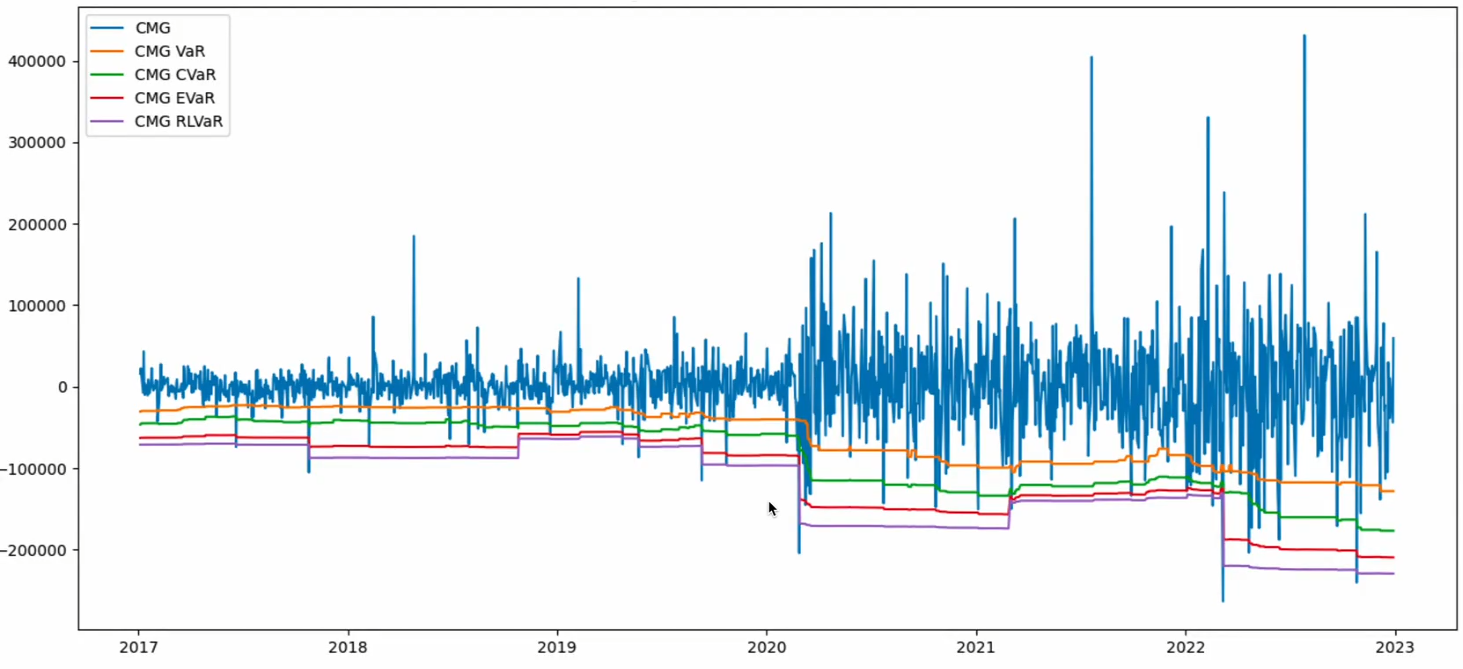 CMG
CMG VaR
CMG CVaR
CMG EVaR
CMG RLVaR
400000
300000
200000
100000
0
−100000
−200000
2017 2018 2019 2020 2021 2022 2023